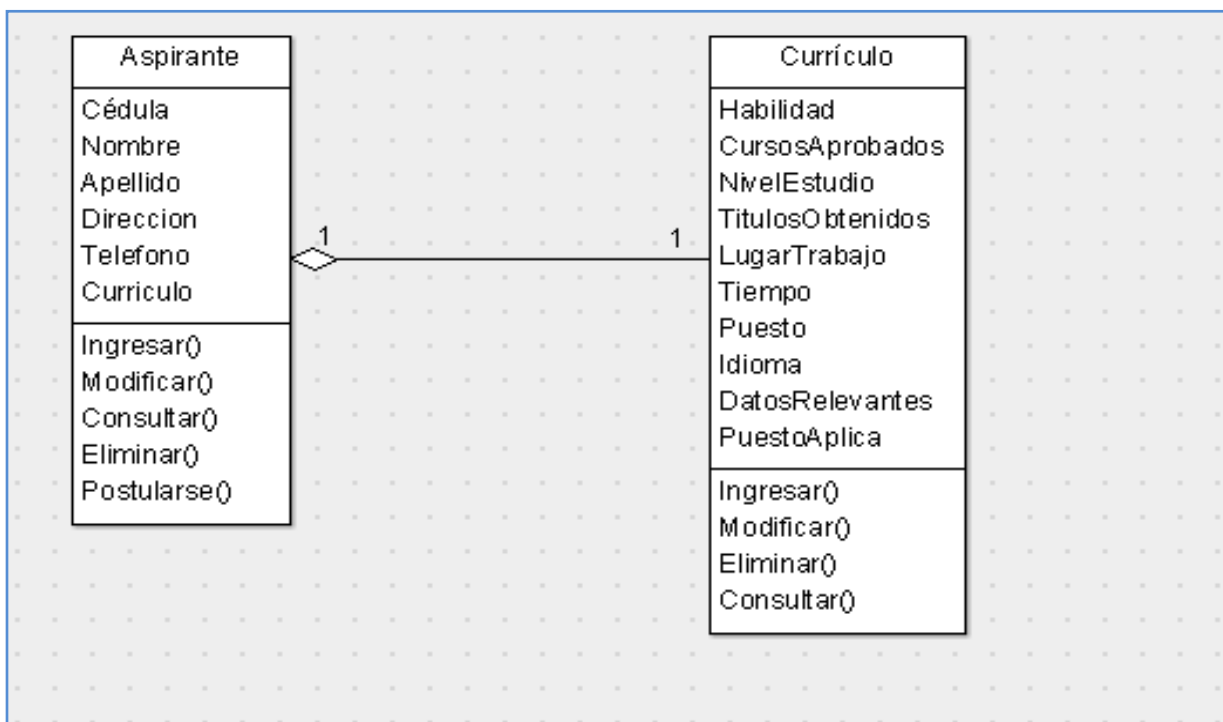 Aspirante
Cédula
Nombre
Apellido
Direccion
Telefono
Curriculo
Ingresar()
Modificar()
Consultar()
Eliminar()
Postularse()
1
1
Currículo
Habilidad
CursosAprobados
NivelEstudio
TitulosObtenidos
LugarTrabajo
Tiempo
Puesto
Idioma
DatosRelevantes
PuestoAplica
Ingresar()
Modificar()
Eliminar()
Consultar()